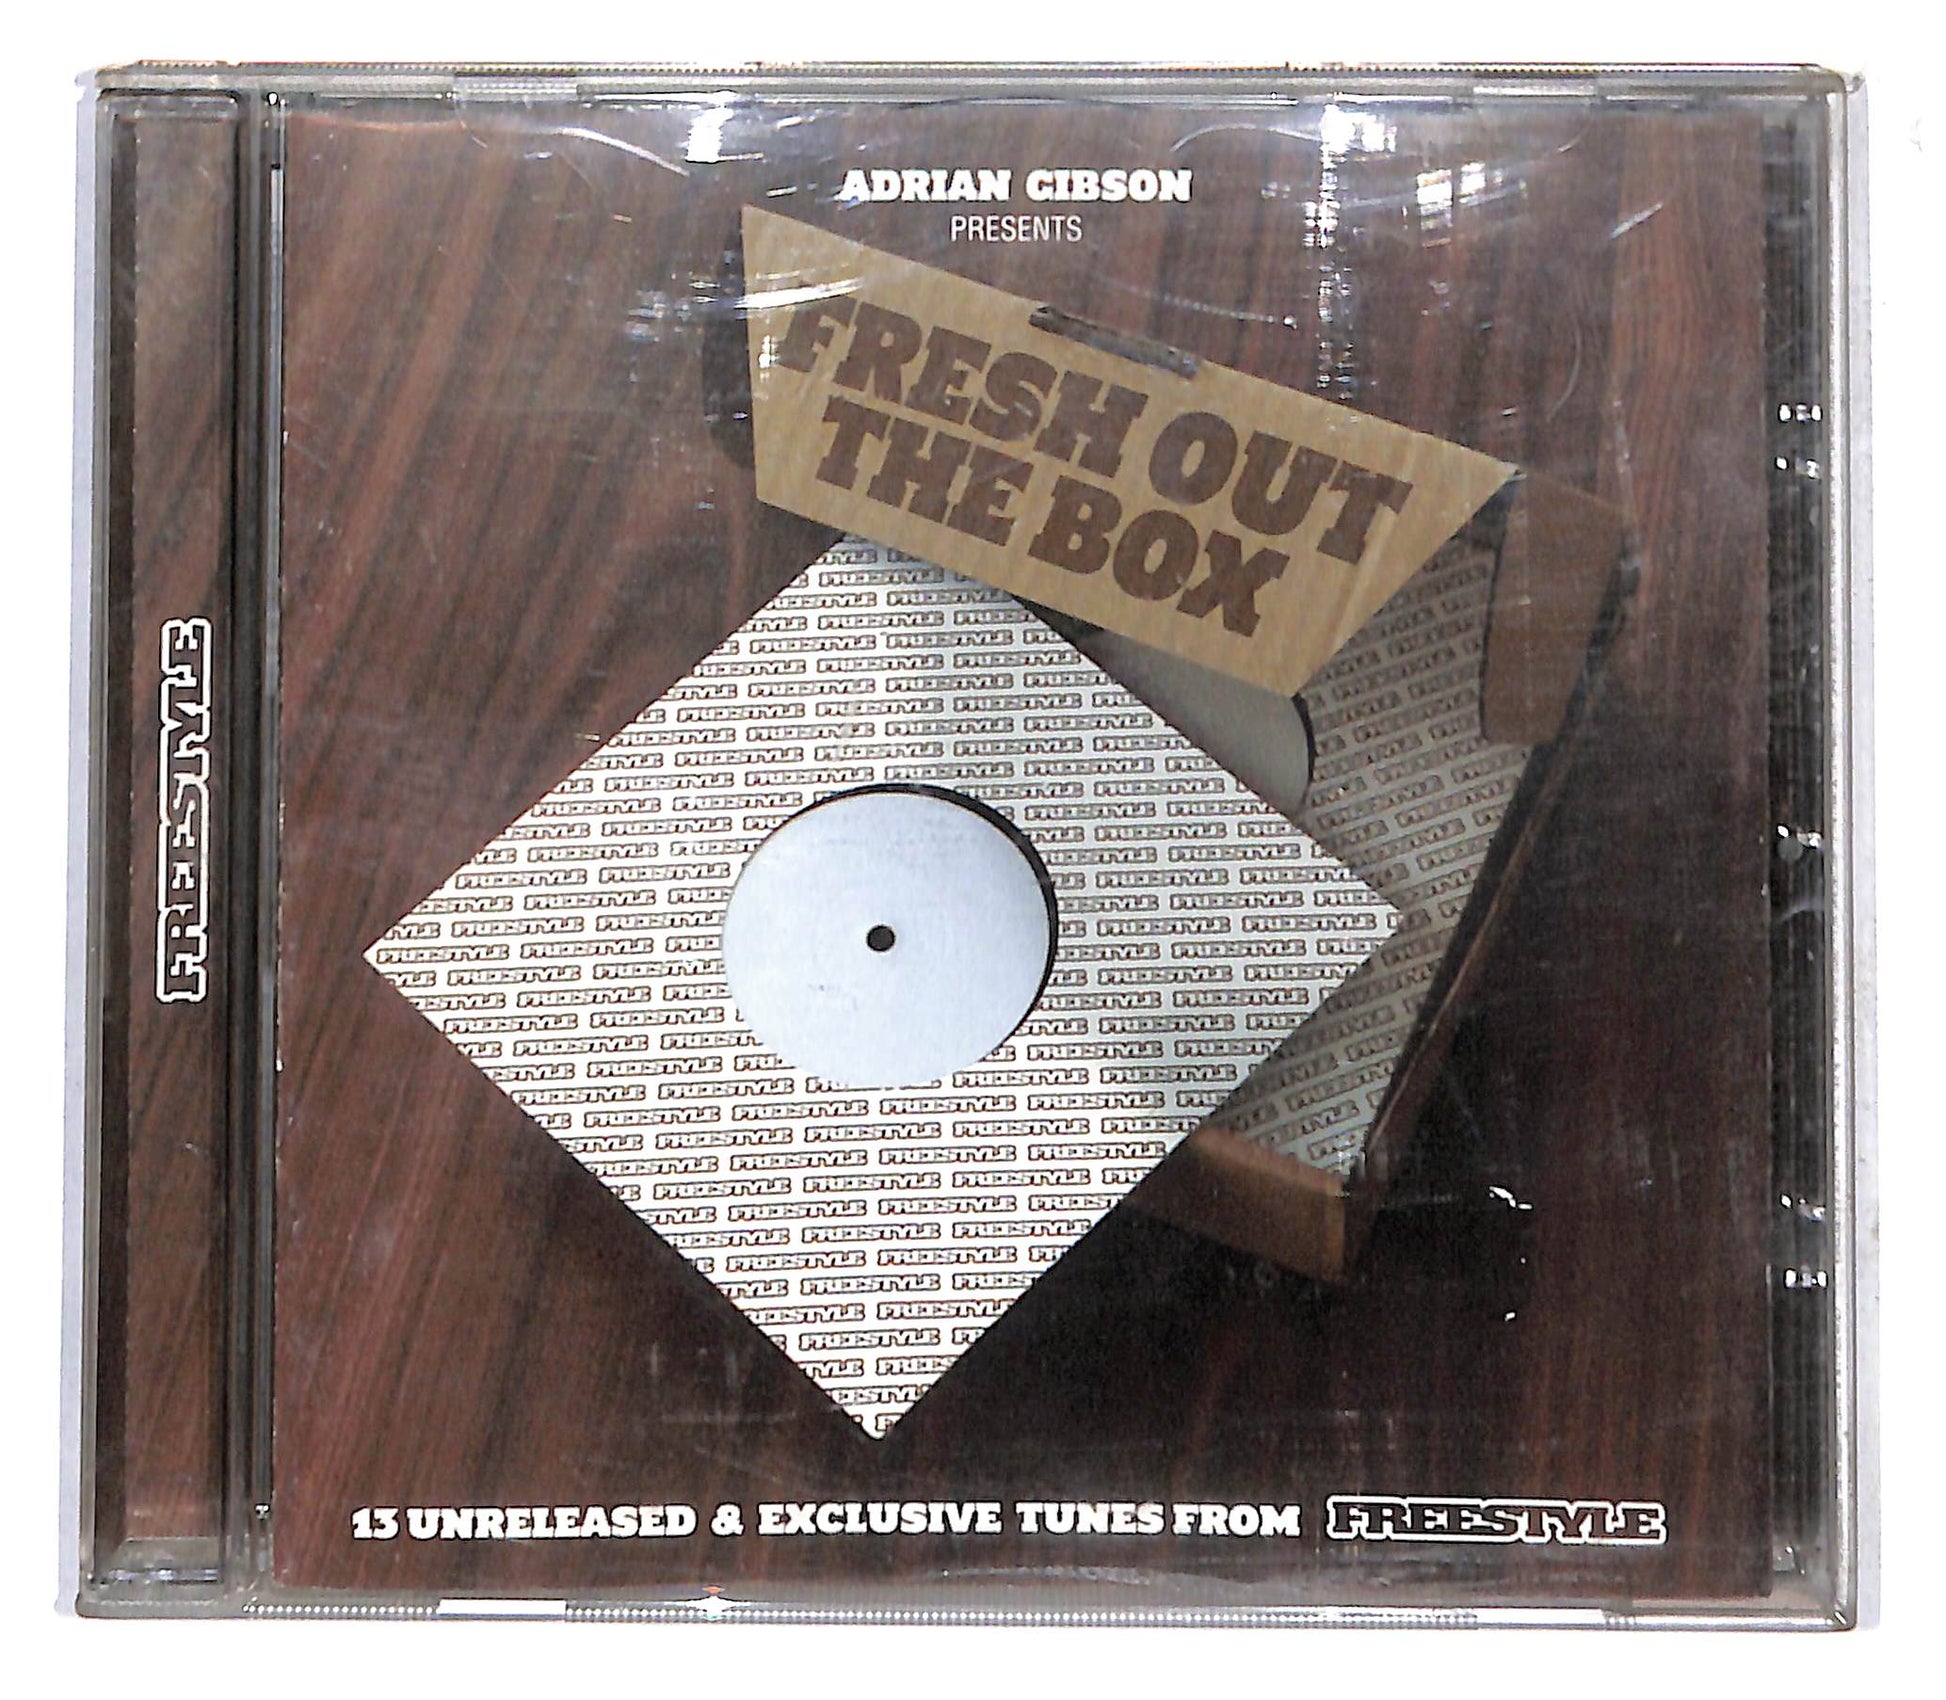 ADRIAN GIBSON
PRESENTS
FRESH OUT
THE BOX
FREESTYLE
13 UNRELEASED & EXCLUSIVE TUNES FROM FREESTYLE